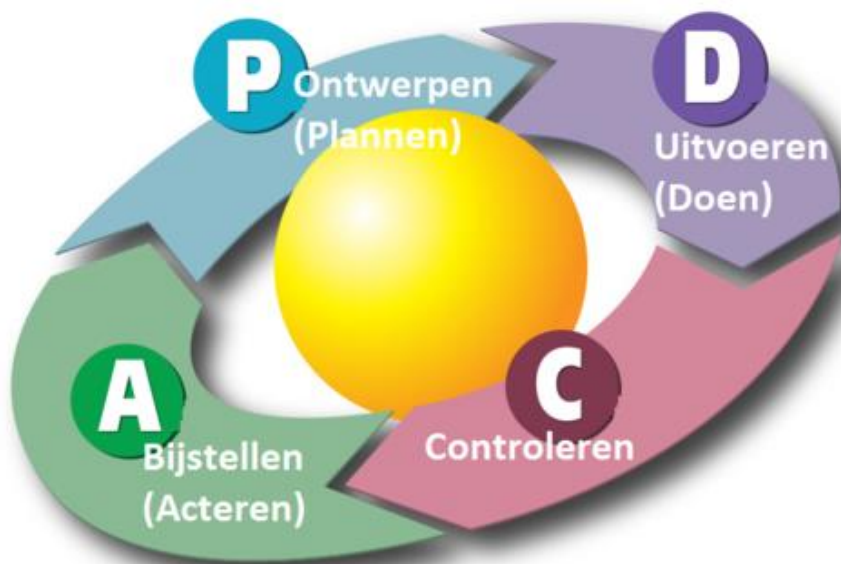 P
Ontwerpen
(Plannen)
D
Uitvoeren
(Doen)
C
Controleren
A
Bijstellen
(Acteren)